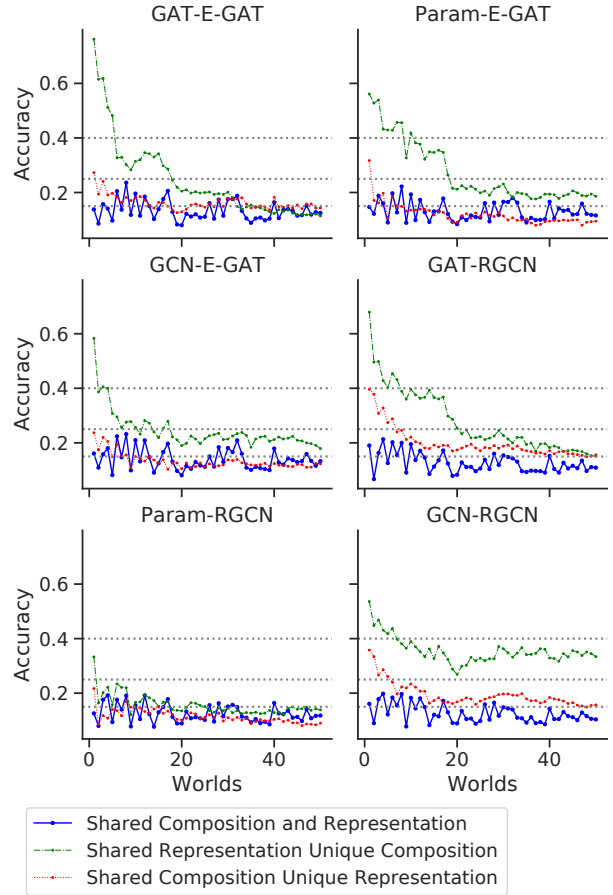 GAT-E-GAT
Param-E-GAT
0.6
0.4
0.2
Accuracy
GCN-E-GAT
GAT-RGCN
0.6
0.4
0.2
Accuracy
Param-RGCN
GCN-RGCN
0.6
0.4
0.2
Accuracy
0 20 40
0 20 40
Worlds
Worlds
Shared Composition and Representation
Shared Representation Unique Composition
Shared Composition Unique Representation